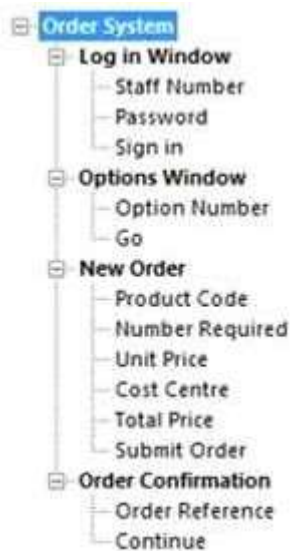 Order System
Log in Window
Staff Number
Password
Sign in
Options Window
Option Number
Go
New Order
Product Code
Number Required
Unit Price
Cost Centre
Total Price
Submit Order
Order Confirmation
Order Reference
Continue